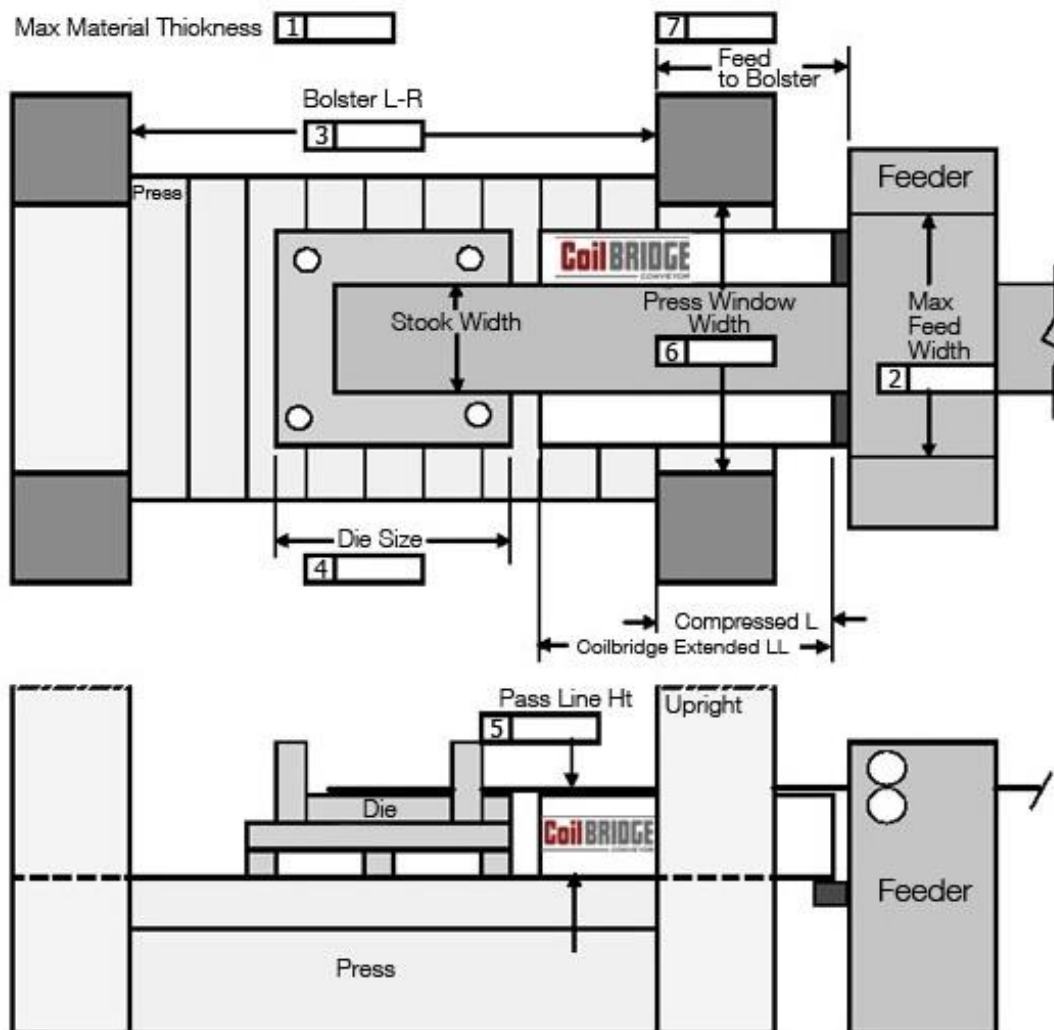 Max Material Thiokness 1
7
Feed
to Bolster
Bolster L-R
3
Press
Feeder
CoilBRIDGE
CONVEYOR
Stook Width
Press Window
Width
6
Max
Feed
Width
2
Die Size
4
Compressed L
Coilbridge Extended LL
Pass Line Ht
5
Upright
Die
CoilBRIDGE
CONVEYOR
Feeder
Press